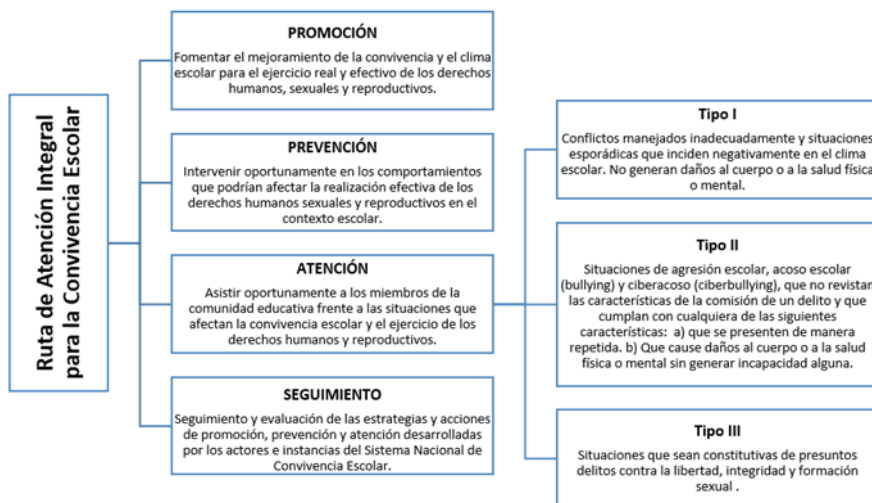 Ruta de Atención Integral
para la Convivencia Escolar
PROMOCIÓN
Fomentar el mejoramiento de la convivencia y el clima
escolar para el ejercicio real y efectivo de los derechos
humanos, sexuales y reproductivos.
PREVENCIÓN
Intervenir oportunamente en los comportamientos
que podrían afectar la realización efectiva de los
derechos humanos sexuales y reproductivos en el
contexto escolar.
ATENCIÓN
Asistir oportunamente a los miembros de la
comunidad educativa frente a las situaciones que
afectan la convivencia escolar y el ejercicio de los
derechos humanos y reproductivos.
SEGUIMIENTO
Seguimiento y evaluación de las estrategias y acciones
de promoción, prevención y atención desarrolladas
por los actores e instancias del Sistema Nacional de
Convivencia Escolar.
Tipo I
Conflictos manejados inadecuadamente y situaciones
esporádicas que inciden negativamente en el clima
escolar. No generan daños al cuerpo o a la salud física
o mental.
Tipo II
Situaciones de agresión escolar, acoso escolar
(bullying) y ciberacoso (ciberbullying), que no revistan
las características de la comisión de un delito y que
cumplan con cualquiera de las siguientes
características: a) que se presenten de manera
repetida. b) Que cause daños al cuerpo o a la salud
física o mental sin generar incapacidad alguna.
Tipo III
Situaciones que sean constitutivas de presuntos
delitos contra la libertad, integridad y formación
sexual .